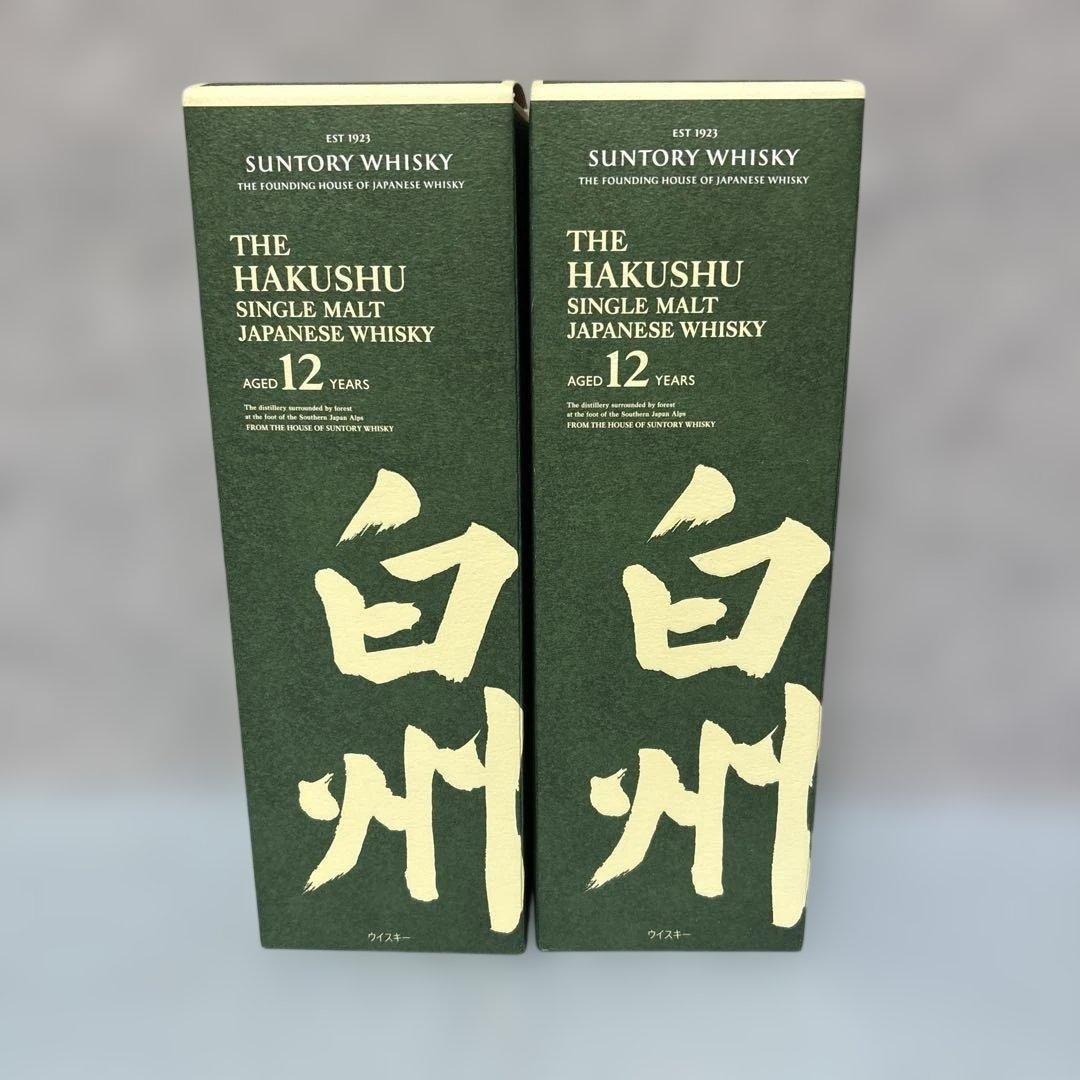 EST 1923
SUNTORY WHISKY
THE FOUNDING HOUSE OF JAPANESE WHISKY
THE
HAKUSHU
SINGLE MALT
JAPANESE WHISKY
AGED 12 YEARS
The distillery surrounded by forest
at the foot of the Southern Japan Alps
FROM THE HOUSE OF SUNTORY WHISKY
白
州
ウイスキー
EST 1923
SUNTORY WHISKY
THE FOUNDING HOUSE OF JAPANESE WHISKY
THE
HAKUSHU
SINGLE MALT
JAPANESE WHISKY
AGED 12 YEARS
The distillery surrounded by forest
at the foot of the Southern Japan Alps
FROM THE HOUSE OF SUNTORY WHISKY
白
州
ウイスキー